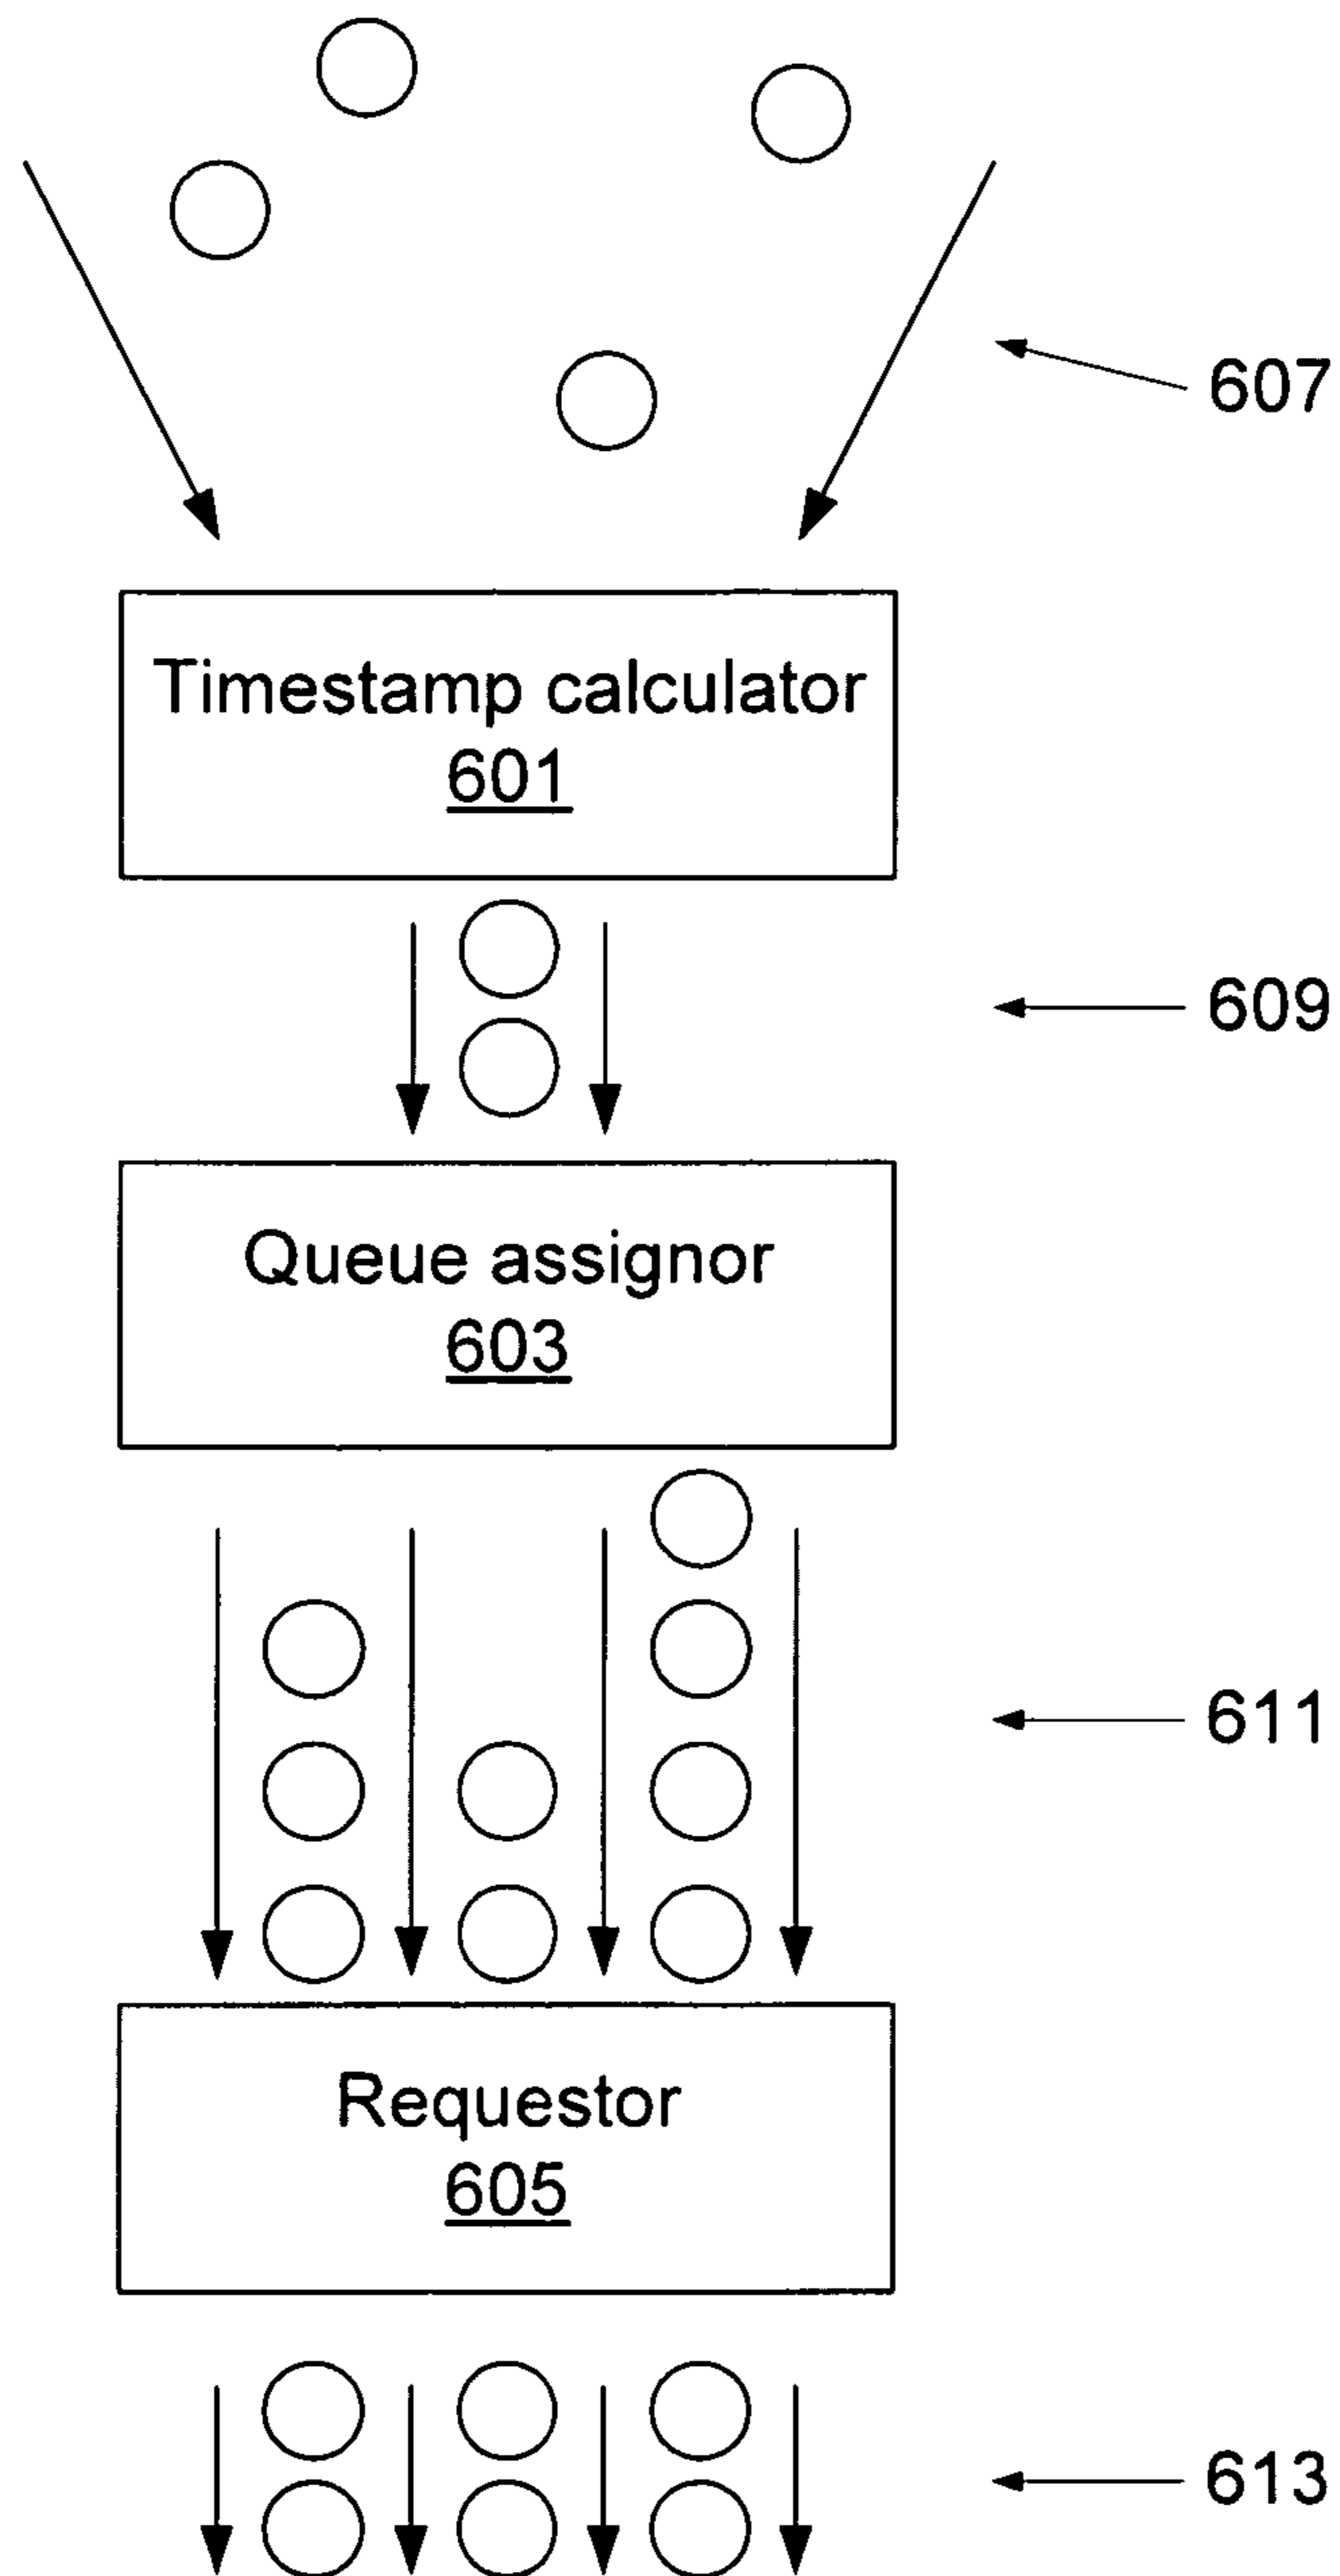 607
Timestamp calculator
601
609
Queue assignor
603
611
Requestor
605
613